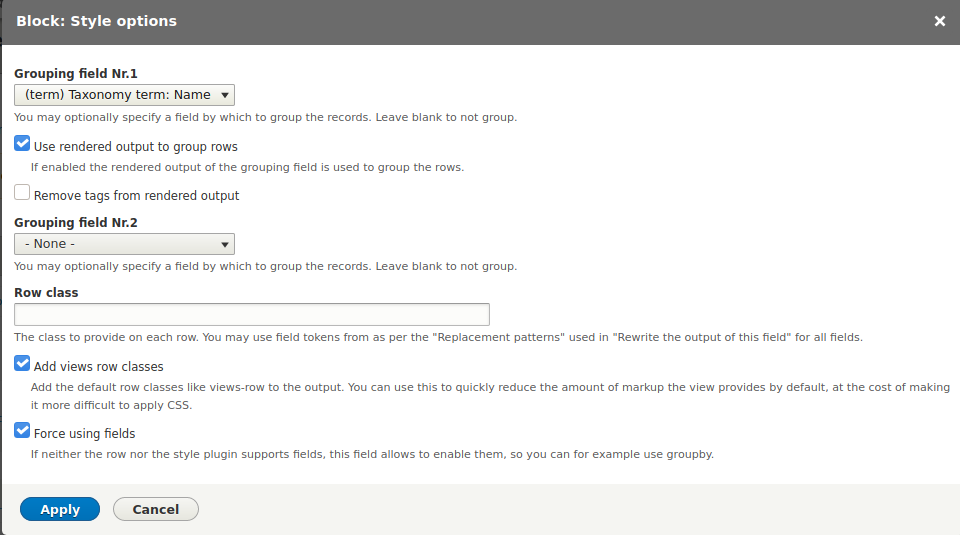 Block: Style options
Grouping field Nr.1
(term) Taxonomy term: Name
You may optionally specify a field by which to group the records. Leave blank to not group.
Use rendered output to group rows
If enabled the rendered output of the grouping field is used to group the rows.
Remove tags from rendered output
Grouping field Nr.2
- None -
You may optionally specify a field by which to group the records. Leave blank to not group.
Row class
The class to provide on each row. You may use field tokens from as per the "Replacement patterns" used in "Rewrite the output of this field" for all fields.
Add views row classes
Add the default row classes like views-row to the output. You can use this to quickly reduce the amount of markup the view provides by default, at the cost of making
it more difficult to apply CSS.
Force using fields
If neither the row nor the style plugin supports fields, this field allows to enable them, so you can for example use groupby.
Apply
Cancel